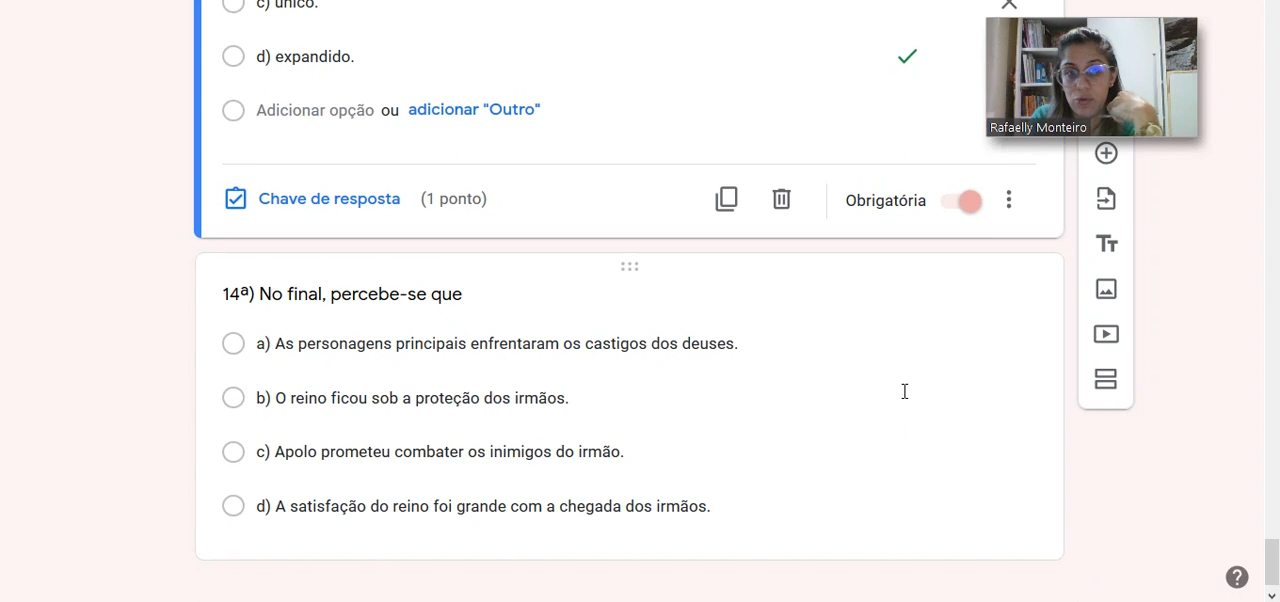 c) único.
d) expandido.
Adicionar opção ou adicionar "Outro"
Rafaelly Monteiro
Chave de resposta (1 ponto)
Obrigatória
14ª) No final, percebe-se que
a) As personagens principais enfrentaram os castigos dos deuses.
b) O reino ficou sob a proteção dos irmãos.
c) Apolo prometeu combater os inimigos do irmão.
d) A satisfação do reino foi grande com a chegada dos irmãos.